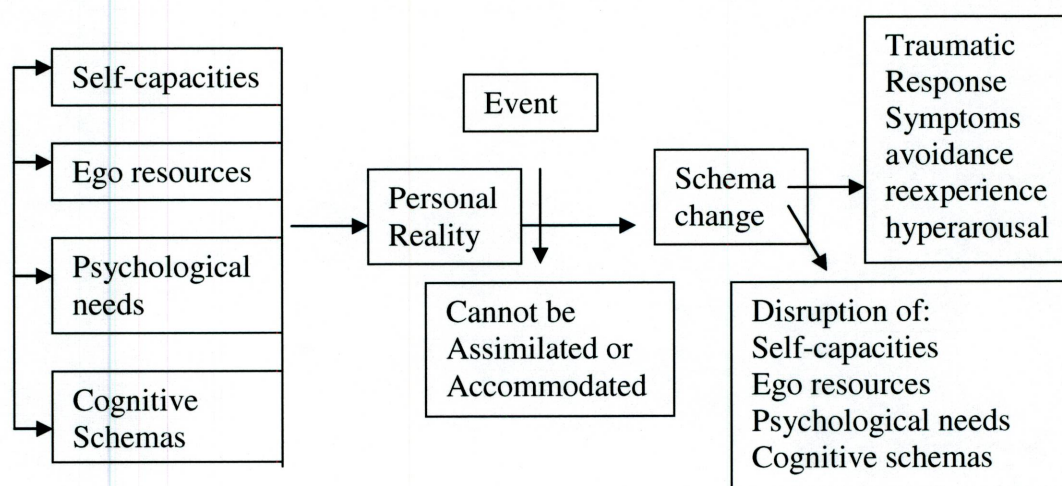 Self-capacities
Ego resources
Psychological
needs
Cognitive
Schemas
Personal
Reality
Event
Cannot be
Assimilated or
Accommodated
Schema
change
Traumatic
Response
Symptoms
avoidance
reexperience
hyperarousal
Disruption of:
Self-capacities
Ego resources
Psychological needs
Cognitive schemas